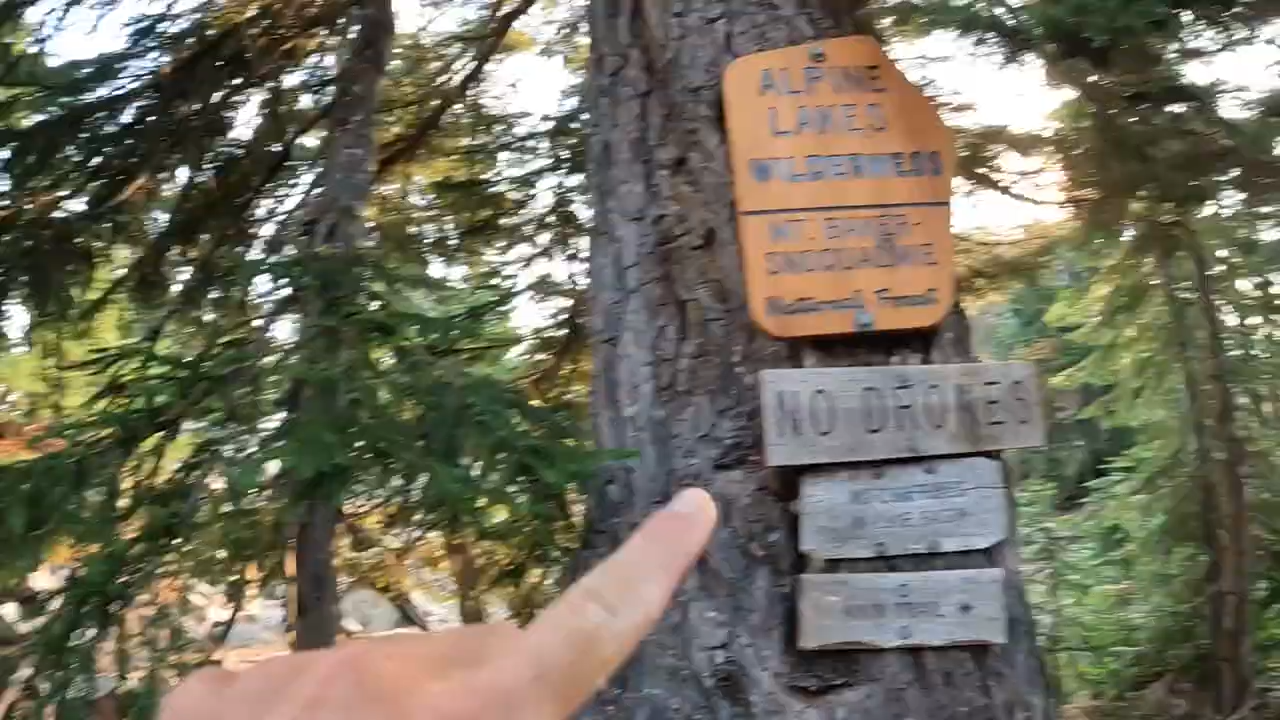 ALPINE
LAKES
WILDERNESS
MT. BAKER-
SNOQUALMIE
National Forest
NO DRONES